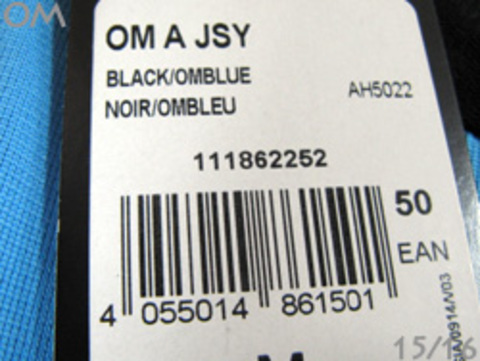 OM
OM A JSY
BLACK/OMBLUE
NOIR/OMBLEU
AH5022
111862252
50
EAN
4 055014 861501
M
15/16